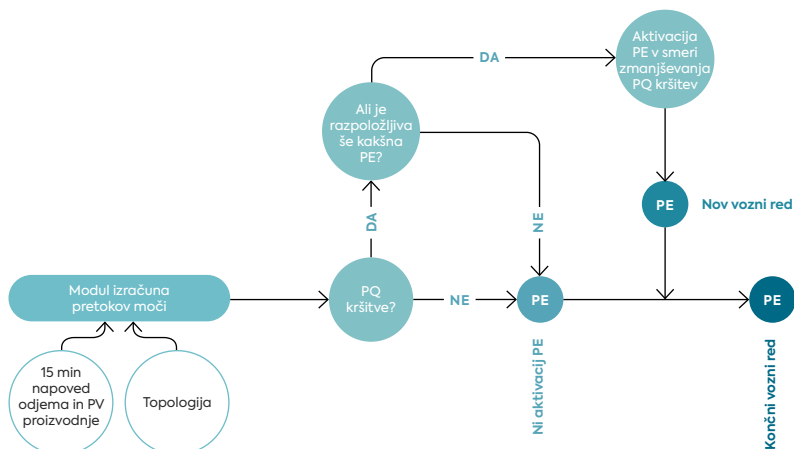 Aktivacija
PE v smeri
zmanjševanja
PQ kršitev
DA
Ali je
razpoložljiva
še kakšna
PE?
PE
Nov vozni red
DA
NE
Modul izračuna
pretokov moči
PQ
kršitve?
NE
PE
PE
15 min
napoved
odjema in PV
proizvodnje
Topologija
Ni aktivacij PE
Končni vozni red